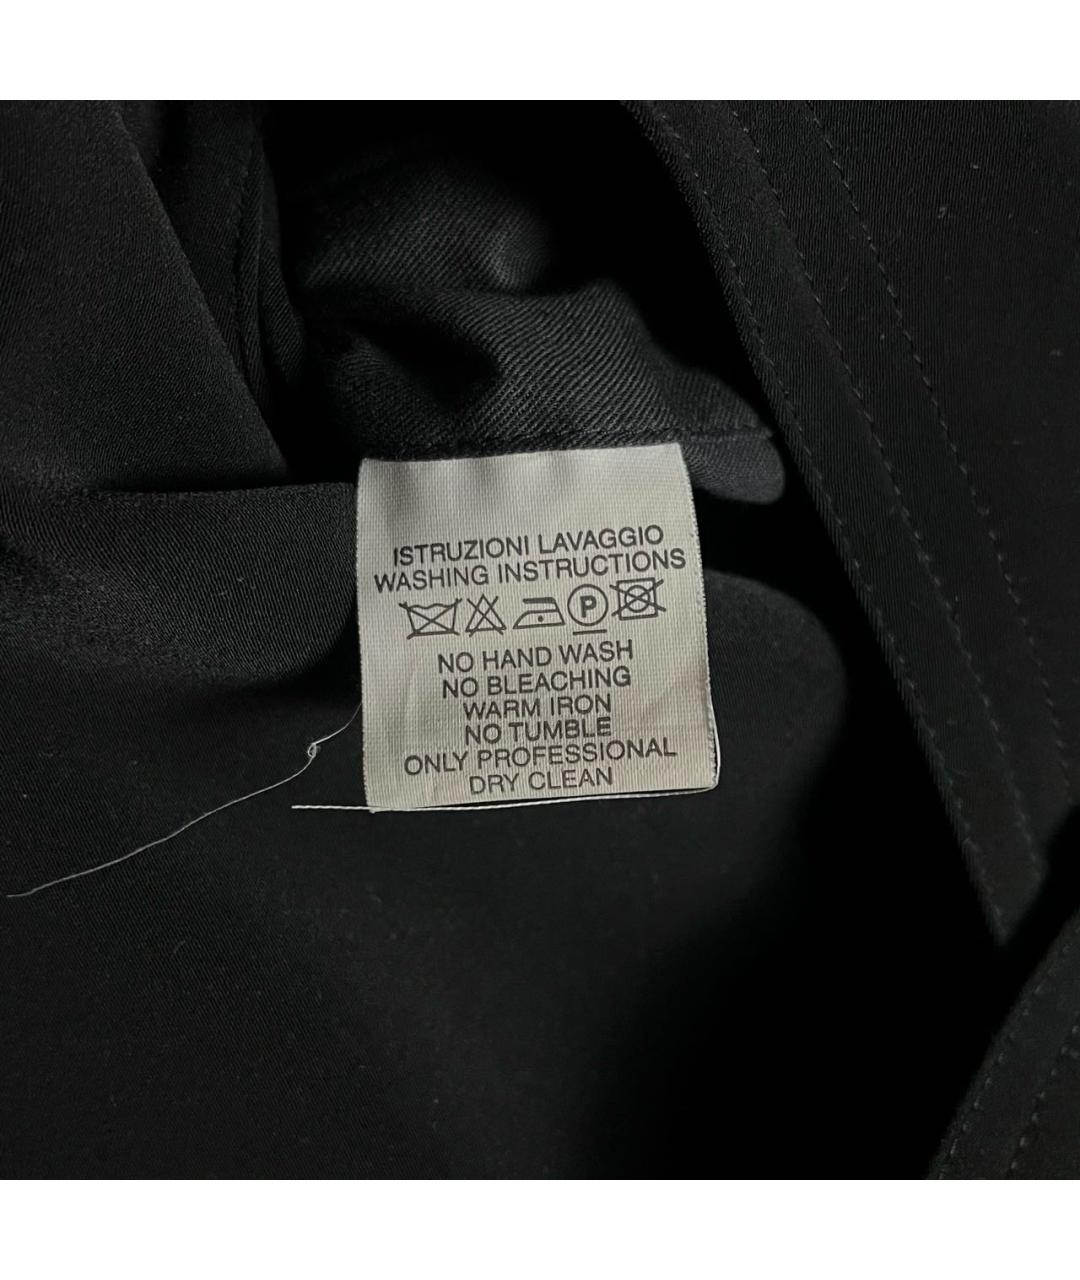 ISTRUZIONI LAVAGGIO
WASHING INSTRUCTIONS
P
NO HAND WASH
NO BLEACHING
WARM IRON
NO TUMBLE
ONLY PROFESSIONAL
DRY CLEAN